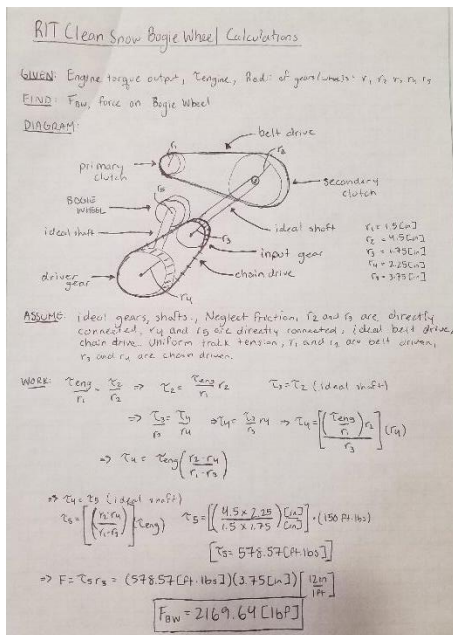 RIT Clean Snow Bogie Wheel Calculations
GIVEN: Engine torque output, τengine, Radii of gears/wheels: r₁ r₂ r₃ r₄ r₅
FIND: F_BW, force on Bogie Wheel
DIAGRAM:
belt drive
r₁
r₂
primary clutch
secondary clutch
r₅
BOGIE WHEEL
ideal shaft
ideal shaft
r₃
input gear
chain drive
driver gear
r₄
r₁ = 1.5[in]
r₂ = 4.5[in]
r₃ = 1.75[in]
r₄ = 2.25[in]
r₅ = 3.75[in]
ASSUME: ideal gears, shafts, Neglect friction, r₂ and r₃ are directly
connected, r₄ and r₅ are directly connected, ideal belt drive,
chain drive. Uniform track tension, r₁ and r₂ are belt driven,
r₃ and r₄ are chain driven.
WORK: τeng/r₁ = τ₂/r₂ ⇒ τ₂ = τeng/r₁ r₂ τ₃ = τ₂ (ideal shaft)
⇒ τ₃/r₃ = τ₄/r₄ ⇒ τ₄ = τ₃/r₃ r₄ ⇒ τ₄ = [((τeng/r₁) r₂)/r₃] (r₄)
⇒ τ₄ = τeng (r₂·r₄/r₁·r₃)
⇒ τ₄ = τ₅ (ideal shaft)
τ₅ = [(r₂·r₄/r₁·r₃)] (τeng) τ₅ = [(4.5 x 2.25/1.5 x 1.75) [in]/[in]] · (150 ft·lbs)
[τ₅ = 578.57 [ft·lbs]]
⇒ F = τ₅ r₅ = (578.57 [ft·lbs]) (3.75 [in]) [12in/1ft]
F_BW = 2169.64 [lbf]